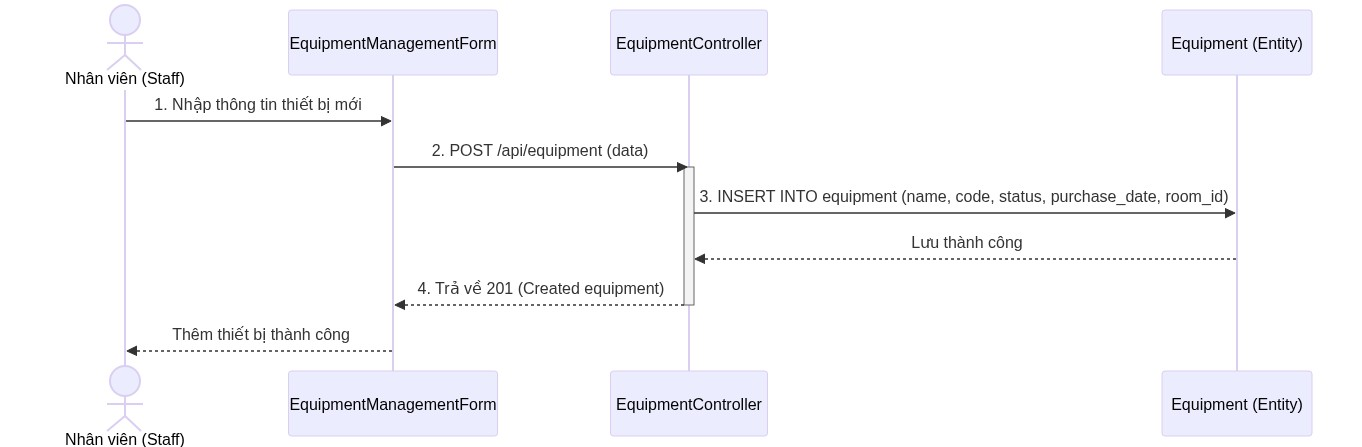 Nhân viên (Staff)
EquipmentManagementForm
EquipmentController
Equipment (Entity)
1. Nhập thông tin thiết bị mới
2. POST /api/equipment (data)
3. INSERT INTO equipment (name, code, status, purchase_date, room_id)
Lưu thành công
4. Trả về 201 (Created equipment)
Thêm thiết bị thành công
Nhân viên (Staff)
EquipmentManagementForm
EquipmentController
Equipment (Entity)